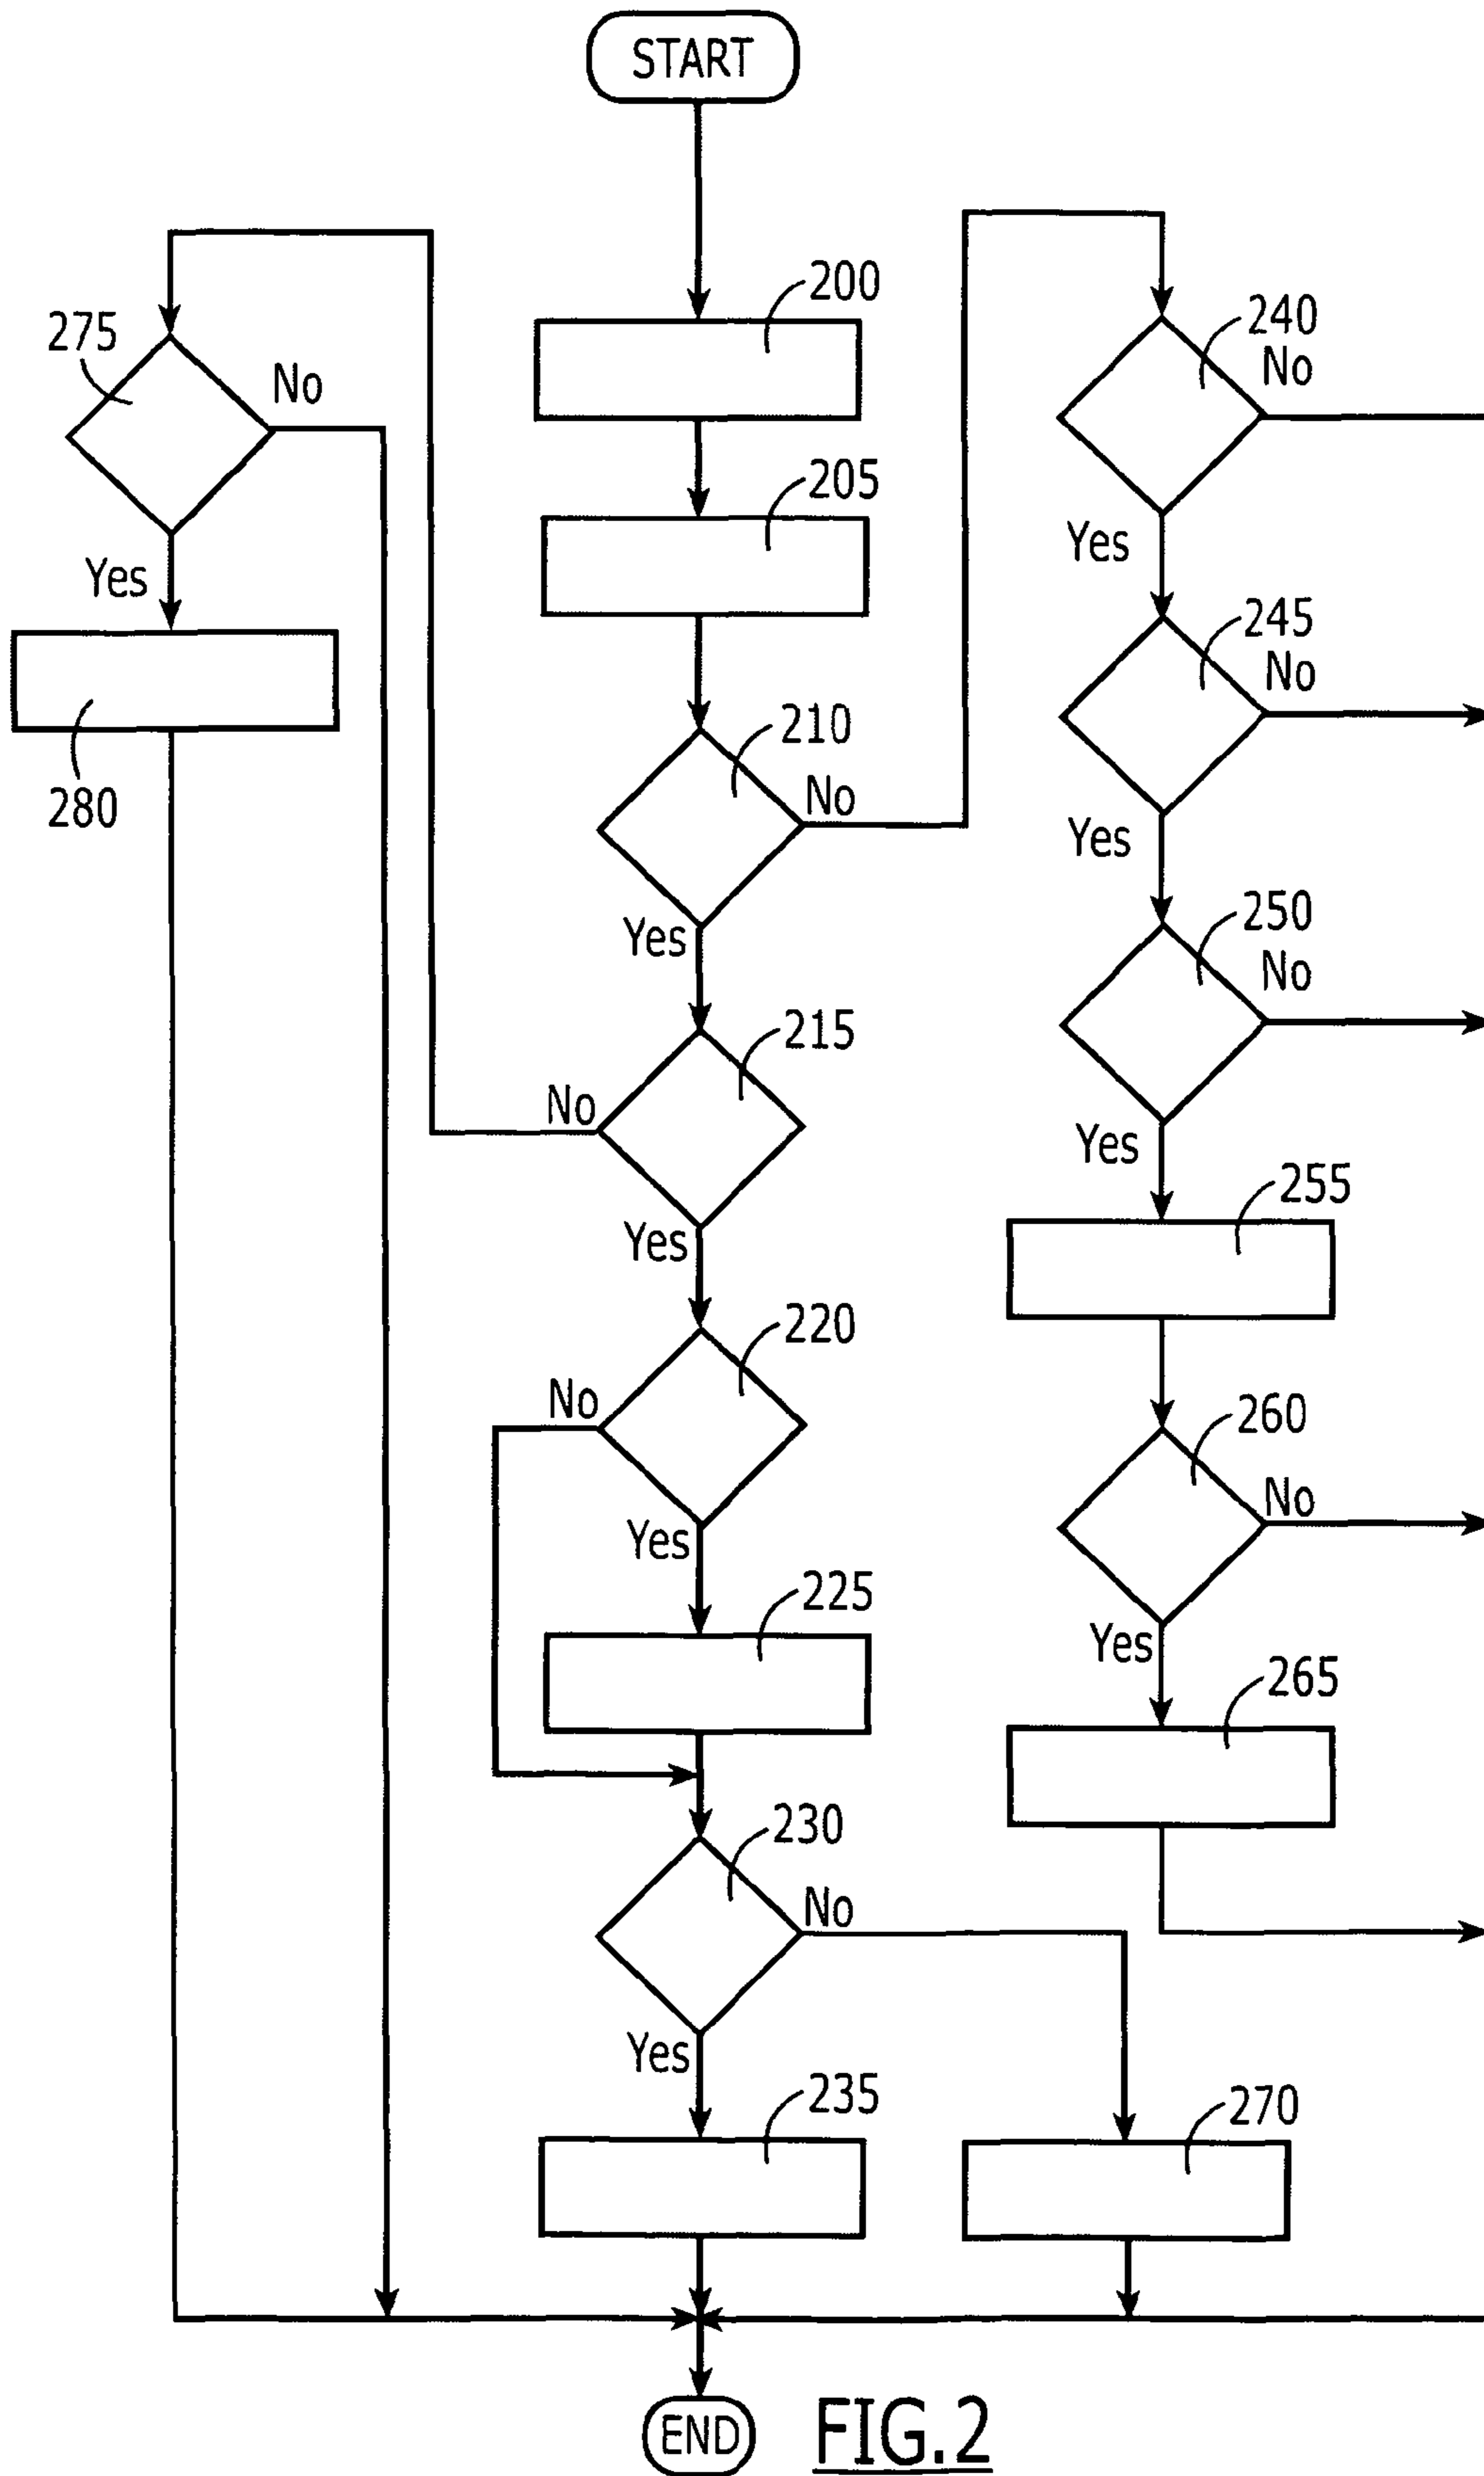 START
200
240
275
No
No
205
Yes
Yes
245
No
210
280
No
Yes
250
Yes
No
215
No
Yes
255
Yes
220
No
260
No
Yes
225
Yes
265
230
No
Yes
235
270
END
FIG.2